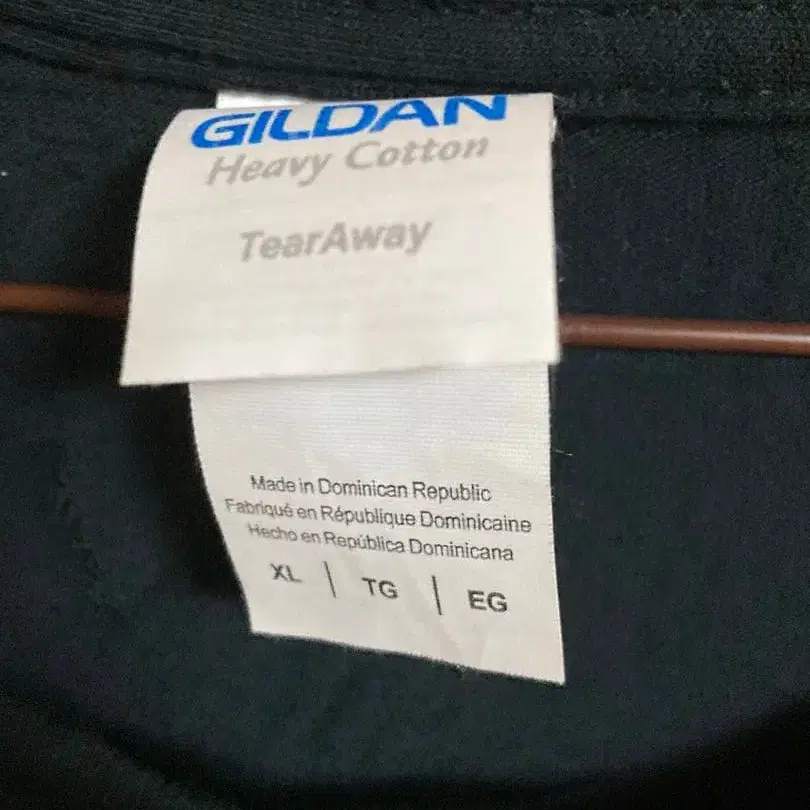 GILDAN
Heavy Cotton
TearAway
Made in Dominican Republic
Fabriqué en République Dominicaine
Hecho en República Dominicana
XL | TG | EG